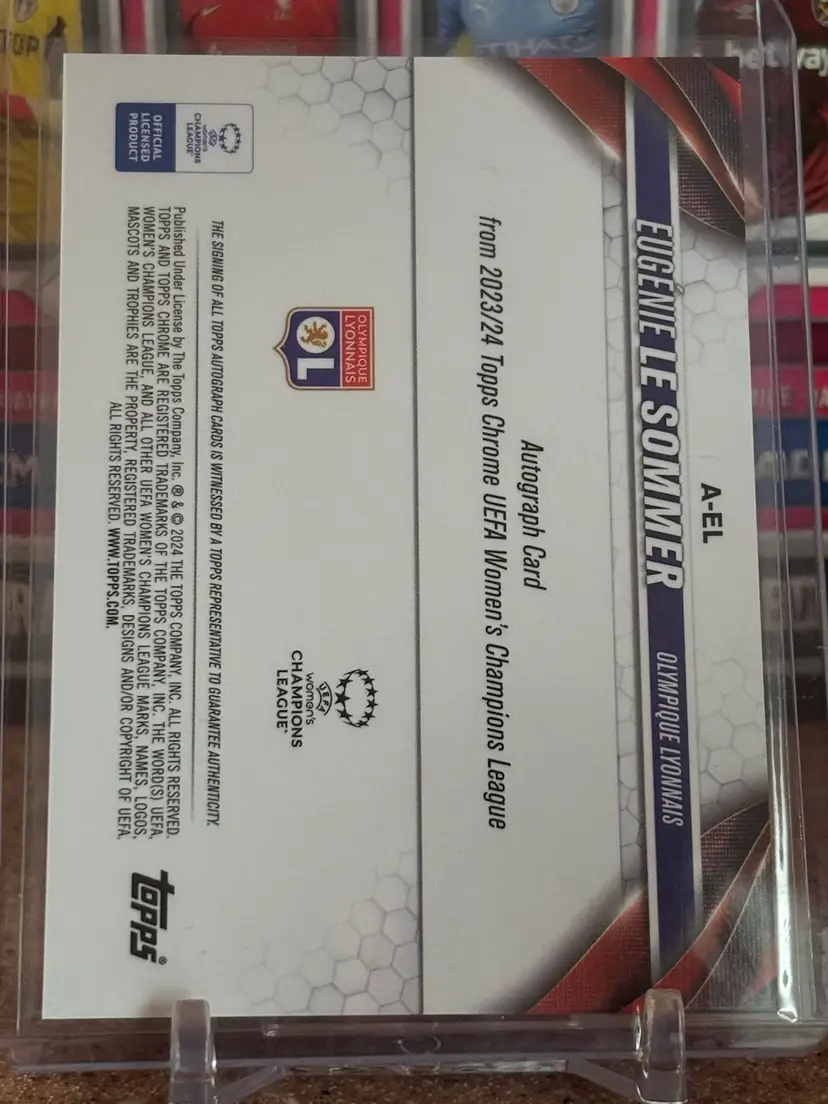 A-EL
EUGÉNIE LE SOMMER
OLYMPIQUE LYONNAIS
Autograph Card
from 2023/24 Topps Chrome UEFA Women's Champions League
OLYMPIQUE
LYONNAIS
OL
UEFA
women's
CHAMPIONS
LEAGUE®
THE SIGNING OF ALL TOPPS AUTOGRAPH CARDS IS WITNESSED BY A TOPPS REPRESENTATIVE TO GUARANTEE AUTHENTICITY.
UEFA
women's
CHAMPIONS
LEAGUE®
OFFICIAL
LICENSED
PRODUCT
Published Under License by The Topps Company, Inc. ® & © 2024 THE TOPPS COMPANY, INC. ALL RIGHTS RESERVED.
TOPPS AND TOPPS CHROME ARE REGISTERED TRADEMARKS OF THE TOPPS COMPANY, INC. THE WORD(S) UEFA,
WOMEN'S CHAMPIONS LEAGUE, AND ALL OTHER UEFA WOMEN'S CHAMPIONS LEAGUE MARKS, NAMES, LOGOS,
MASCOTS AND TROPHIES ARE THE PROPERTY, REGISTERED TRADEMARKS, DESIGNS AND/OR COPYRIGHT OF UEFA.
ALL RIGHTS RESERVED. WWW.TOPPS.COM.
topps®